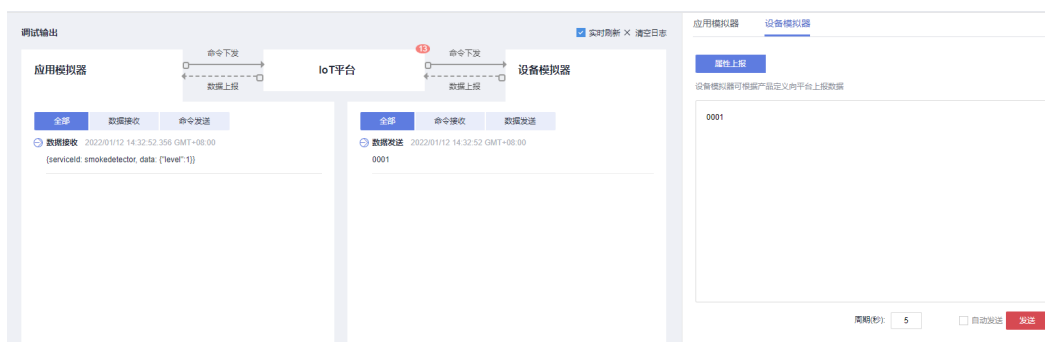 调试输出
实时刷新 × 清空日志
应用模拟器
命令下发
数据上报
IoT平台
13
命令下发
数据上报
设备模拟器
全部 数据接收 命令发送
数据接收 2022/01/12 14:32:52.356 GMT+08:00
{serviceId: smokedetector, data: {"level":1}}
全部 命令接收 数据发送
数据发送 2022/01/12 14:32:52 GMT+08:00
0001
应用模拟器 设备模拟器
属性上报
设备模拟器可根据产品定义向平台上报数据
0001
周期(秒): 5 自动发送 发送